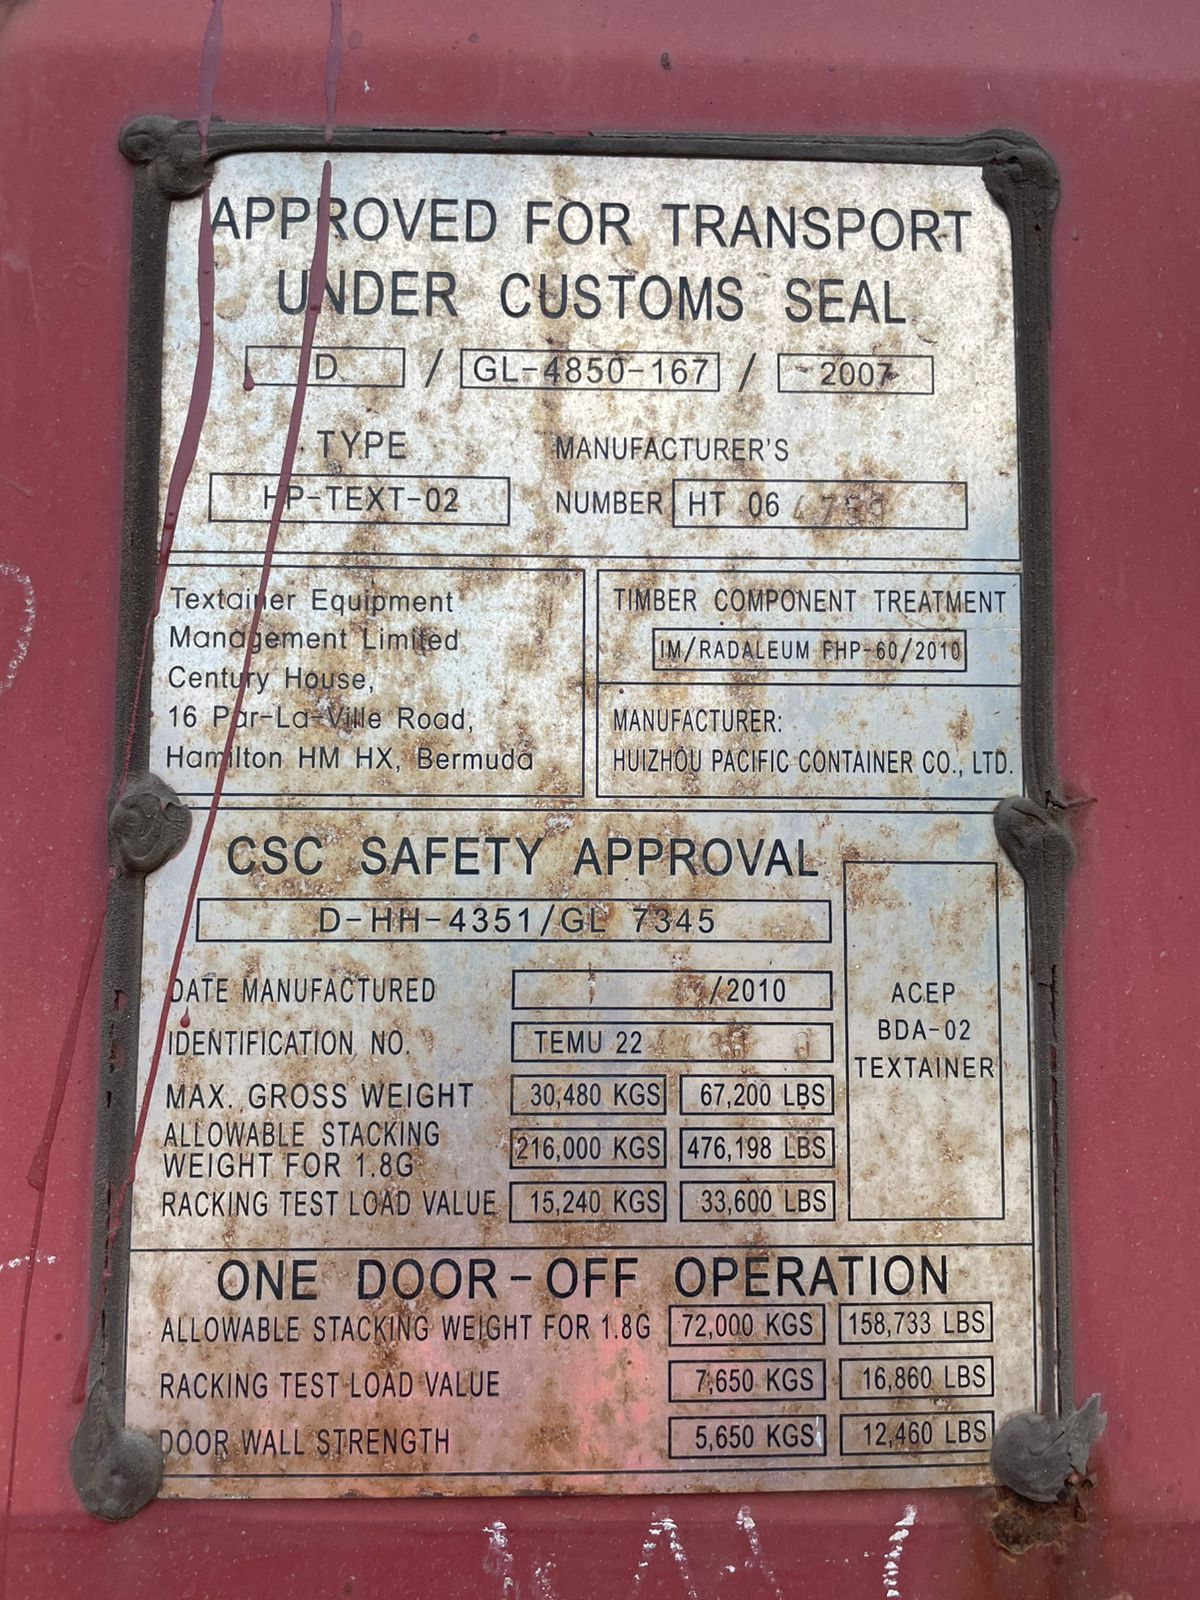 APPROVED FOR TRANSPORT
UNDER CUSTOMS SEAL
D / GL-4850-167 / 2007
TYPE
HP-TEXT-02
MANUFACTURER'S
NUMBER HT 06
Textainer Equipment
Management Limited
Century House,
16 Par-La-Ville Road,
Hamilton HM HX, Bermuda
TIMBER COMPONENT TREATMENT
IM/RADALEUM FHP-60/2010
MANUFACTURER:
HUIZHOU PACIFIC CONTAINER CO., LTD.
CSC SAFETY APPROVAL
D-HH-4351/GL 7345
DATE MANUFACTURED /2010
IDENTIFICATION NO. TEMU 22
MAX. GROSS WEIGHT 30,480 KGS 67,200 LBS
ALLOWABLE STACKING
WEIGHT FOR 1.8G 216,000 KGS 476,198 LBS
RACKING TEST LOAD VALUE 15,240 KGS 33,600 LBS
ACEP
BDA-02
TEXTAINER
ONE DOOR-OFF OPERATION
ALLOWABLE STACKING WEIGHT FOR 1.8G 72,000 KGS 158,733 LBS
RACKING TEST LOAD VALUE 7,650 KGS 16,860 LBS
DOOR WALL STRENGTH 5,650 KGS 12,460 LBS